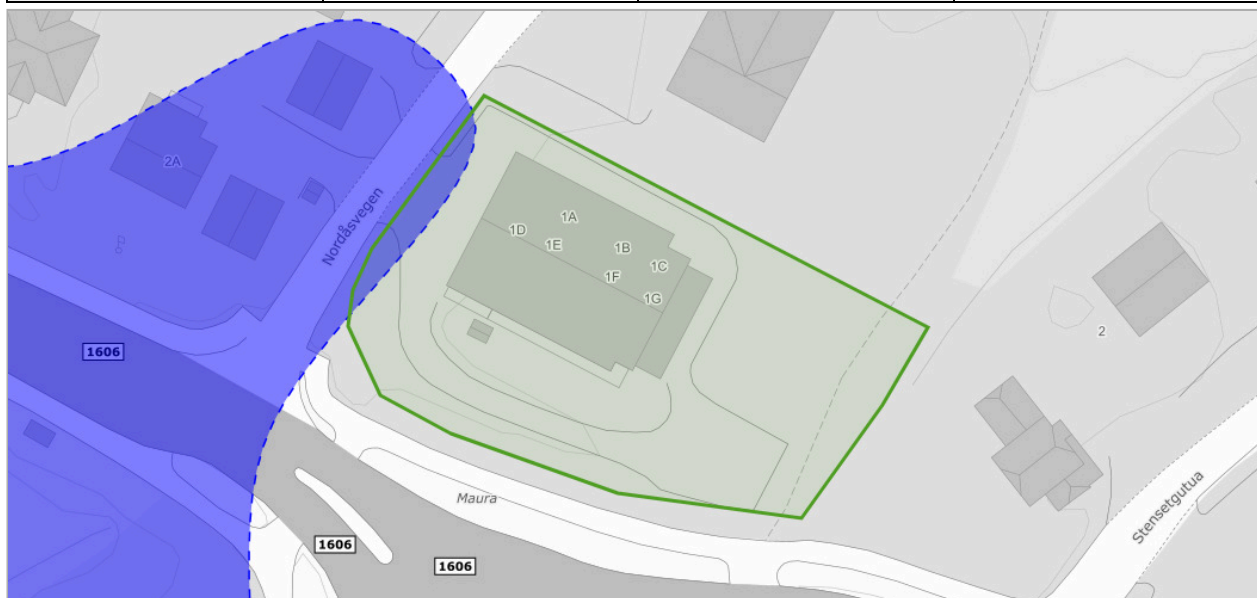 2A
Nordåsvegen
1A
1D
1E
1B
1C
1F
1G
2
1606
Maura
1606
1606
Stensetgutua